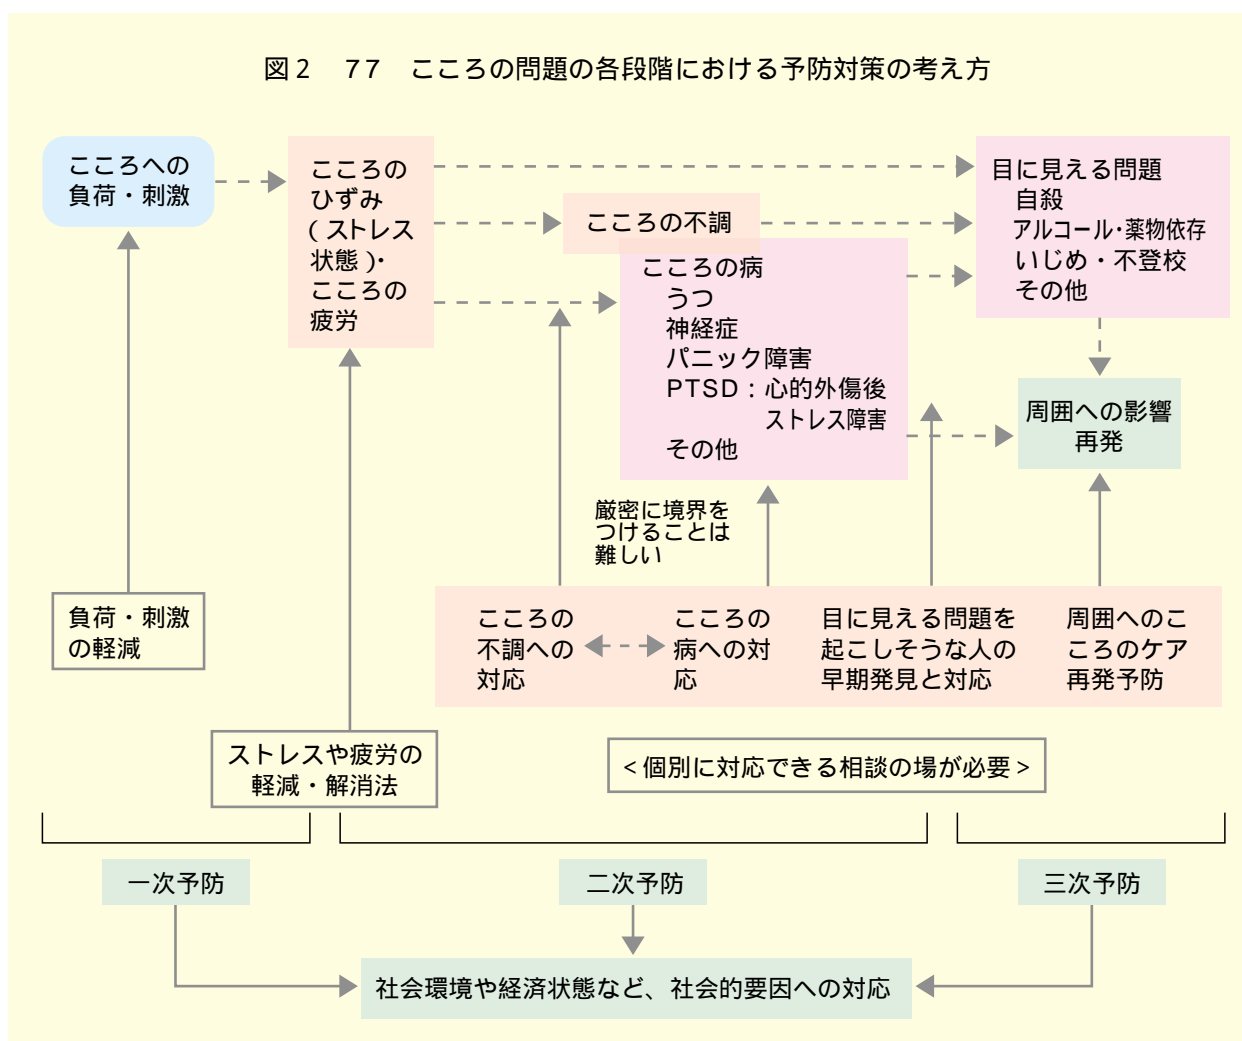 図2 77 こころの問題の各段階における予防対策の考え方
こころへの
負荷・刺激
こころの
ひずみ
(ストレス
状態)・
こころの
疲労
こころの不調
こころの病
うつ
神経症
パニック障害
PTSD：心的外傷後
ストレス障害
その他
目に見える問題
自殺
アルコール・薬物依存
いじめ・不登校
その他
周囲への影響
再発
厳密に境界を
つけることは
難しい
負荷・刺激
の軽減
ストレスや疲労の
軽減・解消法
こころの
不調への
対応
こころの
病への対
応
目に見える問題を
起こしそうな人の
早期発見と対応
周囲へのこ
ころのケア
再発予防
＜個別に対応できる相談の場が必要＞
一次予防
二次予防
三次予防
社会環境や経済状態など、社会的要因への対応